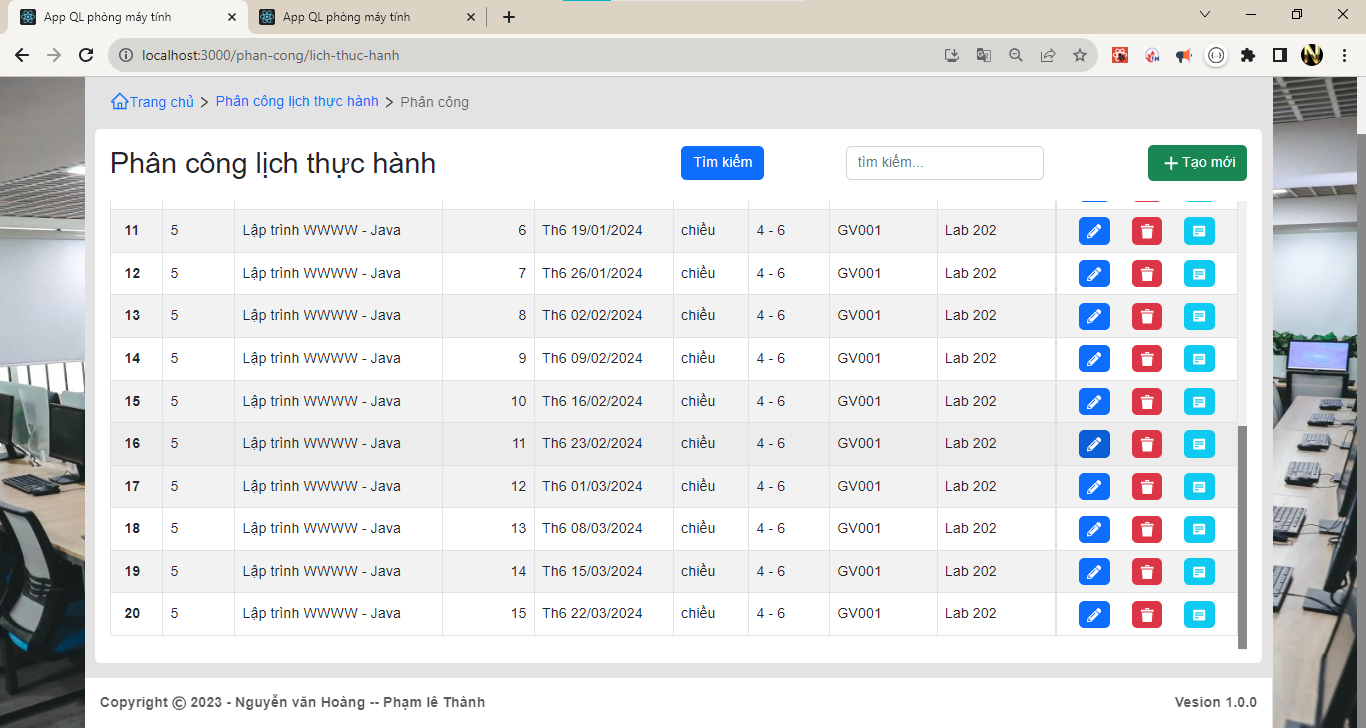 App QL phòng máy tính App QL phòng máy tính
localhost:3000/phan-cong/lich-thuc-hanh
Trang chủ > Phân công lịch thực hành > Phân công
Phân công lịch thực hành Tìm kiếm tìm kiếm... + Tạo mới
11 5 Lập trình WWWW - Java 6 Th6 19/01/2024 chiều 4 - 6 GV001 Lab 202
12 5 Lập trình WWWW - Java 7 Th6 26/01/2024 chiều 4 - 6 GV001 Lab 202
13 5 Lập trình WWWW - Java 8 Th6 02/02/2024 chiều 4 - 6 GV001 Lab 202
14 5 Lập trình WWWW - Java 9 Th6 09/02/2024 chiều 4 - 6 GV001 Lab 202
15 5 Lập trình WWWW - Java 10 Th6 16/02/2024 chiều 4 - 6 GV001 Lab 202
16 5 Lập trình WWWW - Java 11 Th6 23/02/2024 chiều 4 - 6 GV001 Lab 202
17 5 Lập trình WWWW - Java 12 Th6 01/03/2024 chiều 4 - 6 GV001 Lab 202
18 5 Lập trình WWWW - Java 13 Th6 08/03/2024 chiều 4 - 6 GV001 Lab 202
19 5 Lập trình WWWW - Java 14 Th6 15/03/2024 chiều 4 - 6 GV001 Lab 202
20 5 Lập trình WWWW - Java 15 Th6 22/03/2024 chiều 4 - 6 GV001 Lab 202
Copyright © 2023 - Nguyễn văn Hoàng -- Phạm lê Thành Vesion 1.0.0